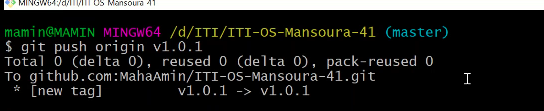 MINGW64:/d/ITI/ITI-OS-Mansoura-41
mamin@MAMIN MINGW64 /d/ITI/ITI-OS-Mansoura-41 (master)
$ git push origin v1.0.1
Total 0 (delta 0), reused 0 (delta 0), pack-reused 0
To github.com:MahaAmin/ITI-OS-Mansoura-41.git
 * [new tag]         v1.0.1 -> v1.0.1